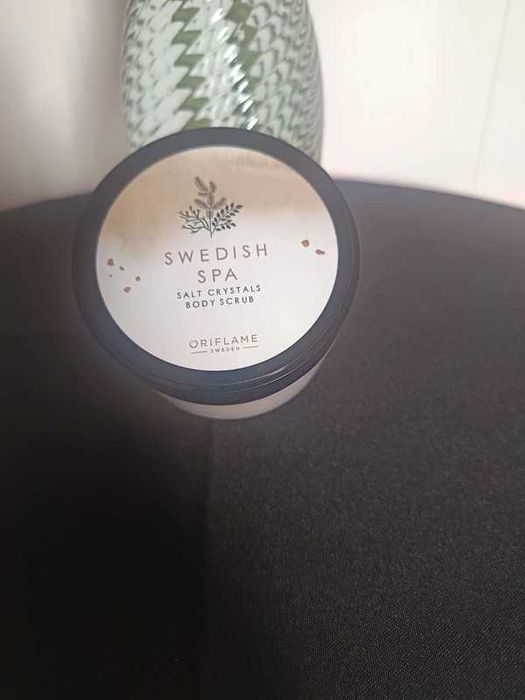 SWEDISH
SPA
SALT CRYSTALS
BODY SCRUB
ORIFLAME
SWEDEN